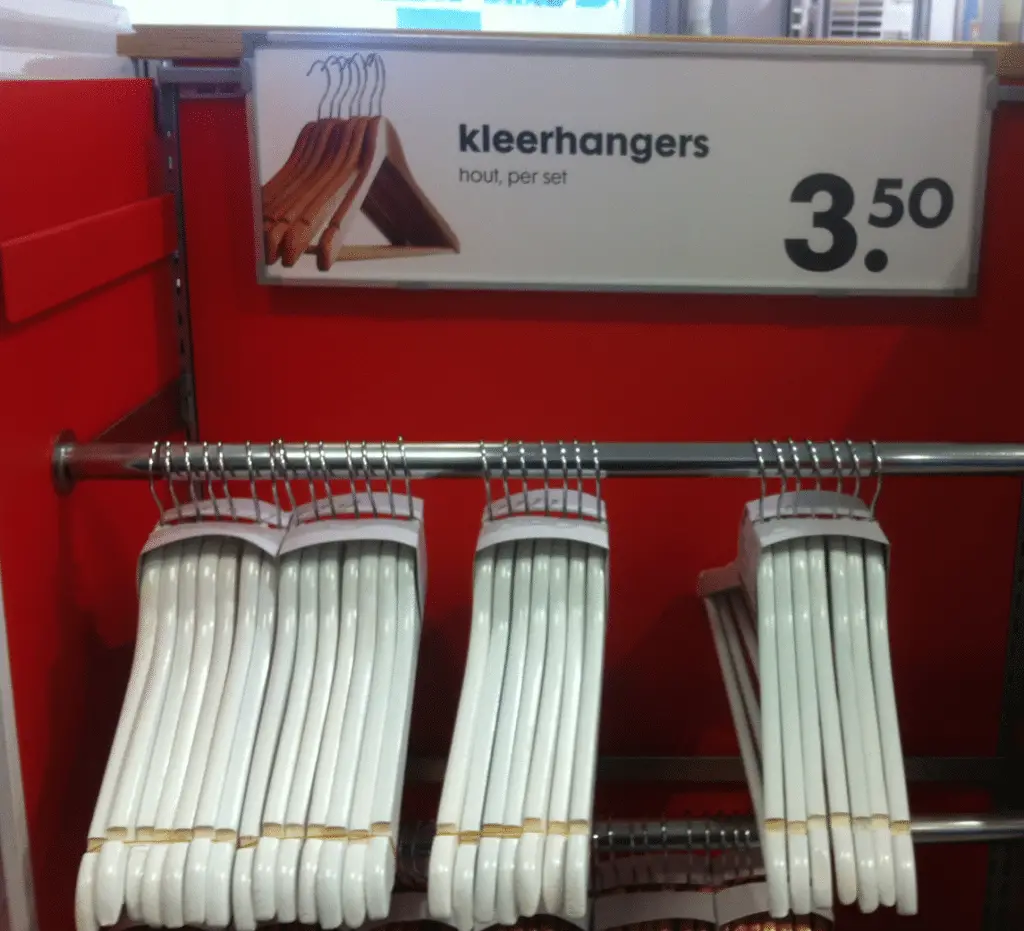 kleerhangers
hout, per set
3.50